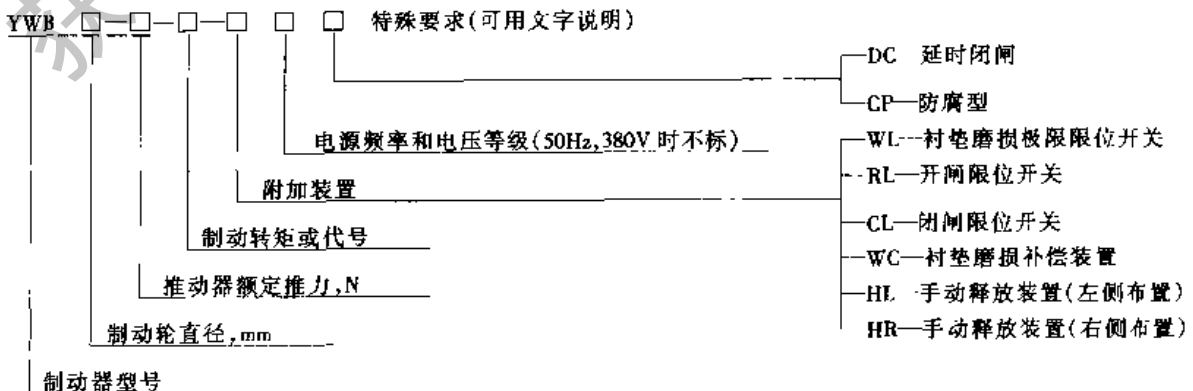 YWB □—□—□—□ □ □ 特殊要求(可用文字说明)
DC 延时闭闸
CP—防腐型
电源频率和电压等级(50Hz,380V 时不标)
WL---衬垫磨损极限限位开关
RL—开闸限位开关
附加装置
CL—闭闸限位开关
制动转矩或代号
WC—衬垫磨损补偿装置
推动器额定推力,N
HL 手动释放装置(左侧布置)
制动轮直径,mm
HR—手动释放装置(右侧布置)
制动器型号